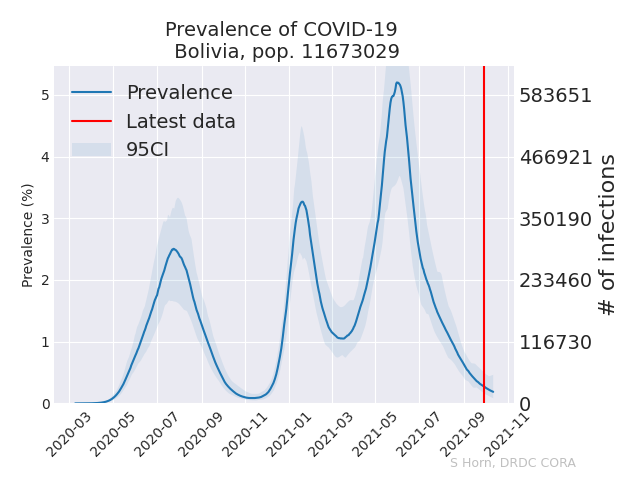 Prevalence of COVID-19
Bolivia, pop. 11673029
Prevalence
Latest data
95CI
Prevalence (%)
5
4
3
2
1
0
583651
466921
350190
233460
116730
0
# of infections
2020-03
2020-05
2020-07
2020-09
2020-11
2021-01
2021-03
2021-05
2021-07
2021-09
2021-11
S Horn, DRDC CORA